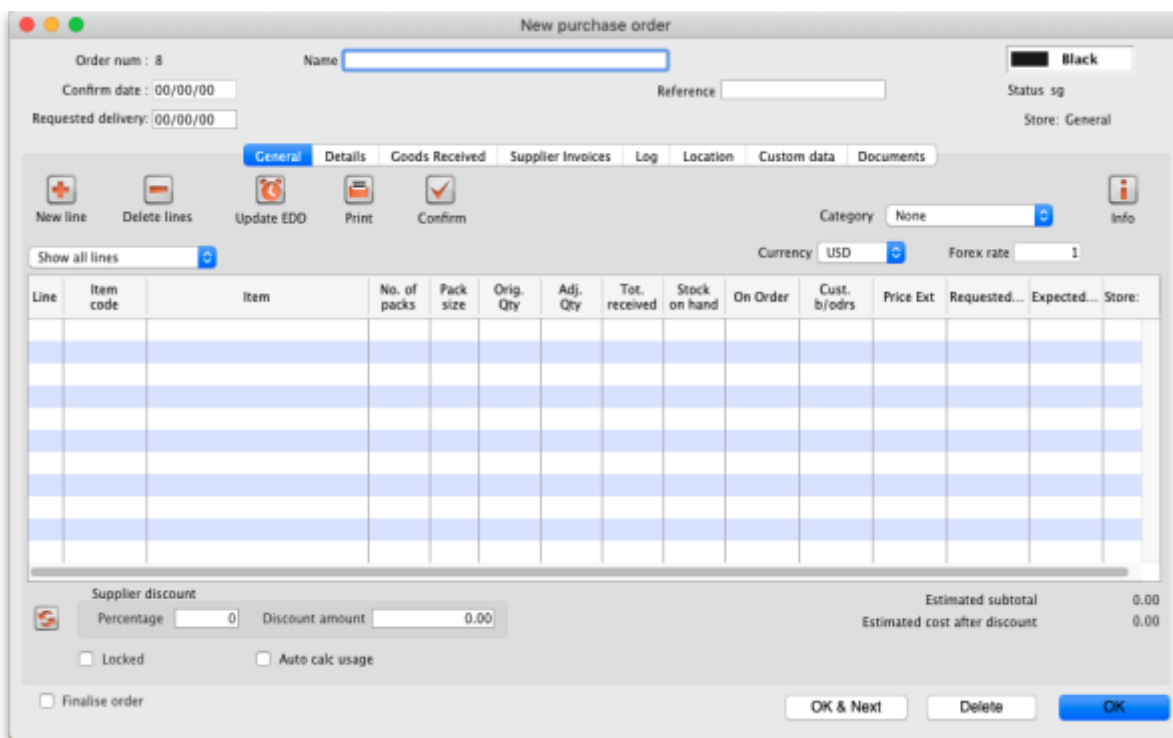 New purchase order
Order num : 8
Name
Black
Confirm date : 00/00/00
Reference
Status sg
Requested delivery: 00/00/00
Store: General
General Details Goods Received Supplier Invoices Log Location Custom data Documents
New line Delete lines Update EDD Print Confirm
Category None
Info
Show all lines
Currency USD
Forex rate 1
Line Item code Item No. of packs Pack size Orig. Qty Adj. Qty Tot. received Stock on hand On Order Cust. b/odrs Price Ext Requested... Expected... Store:
Supplier discount
Percentage 0 Discount amount 0.00
Estimated subtotal 0.00
Estimated cost after discount 0.00
Locked Auto calc usage
Finalise order
OK & Next Delete OK